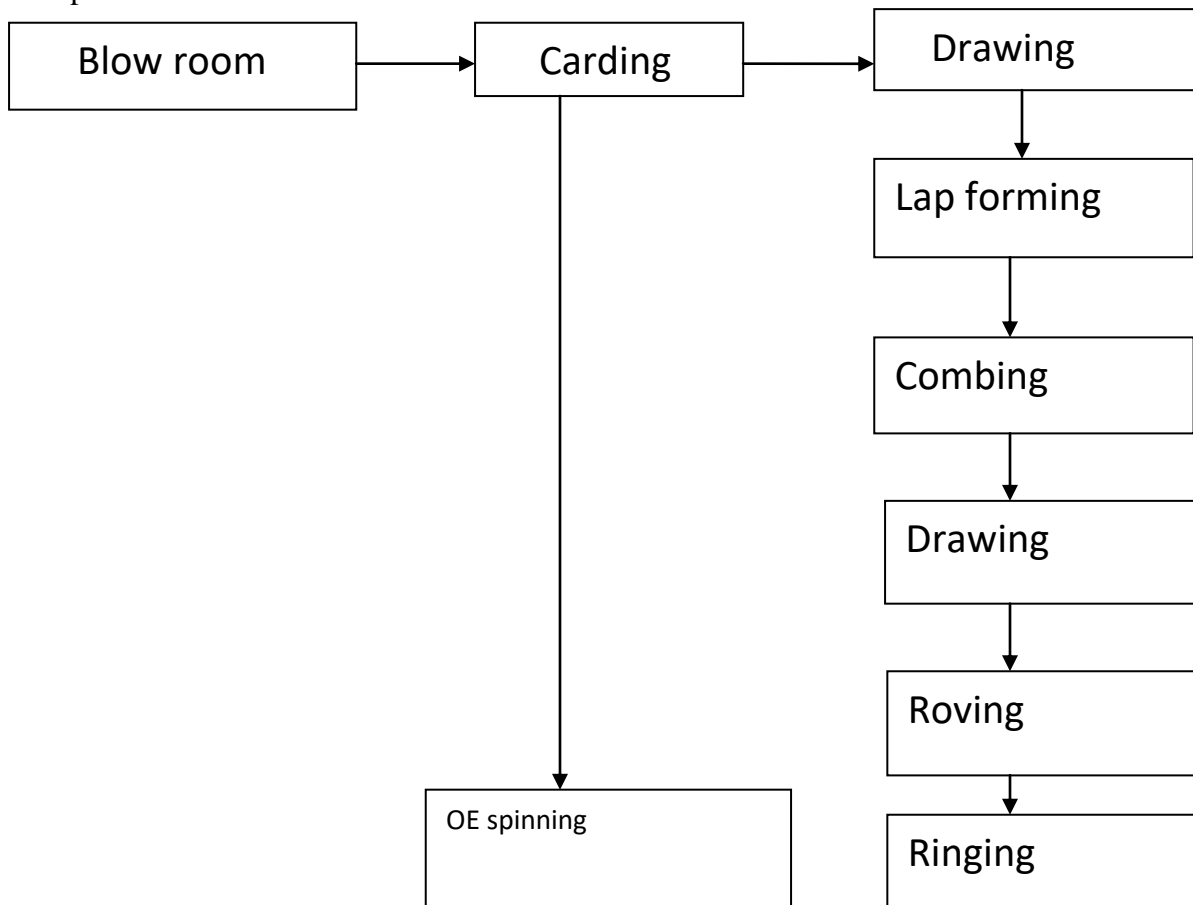 Blow room
Carding
Drawing
Lap forming
Combing
Drawing
Roving
OE spinning
Ringing